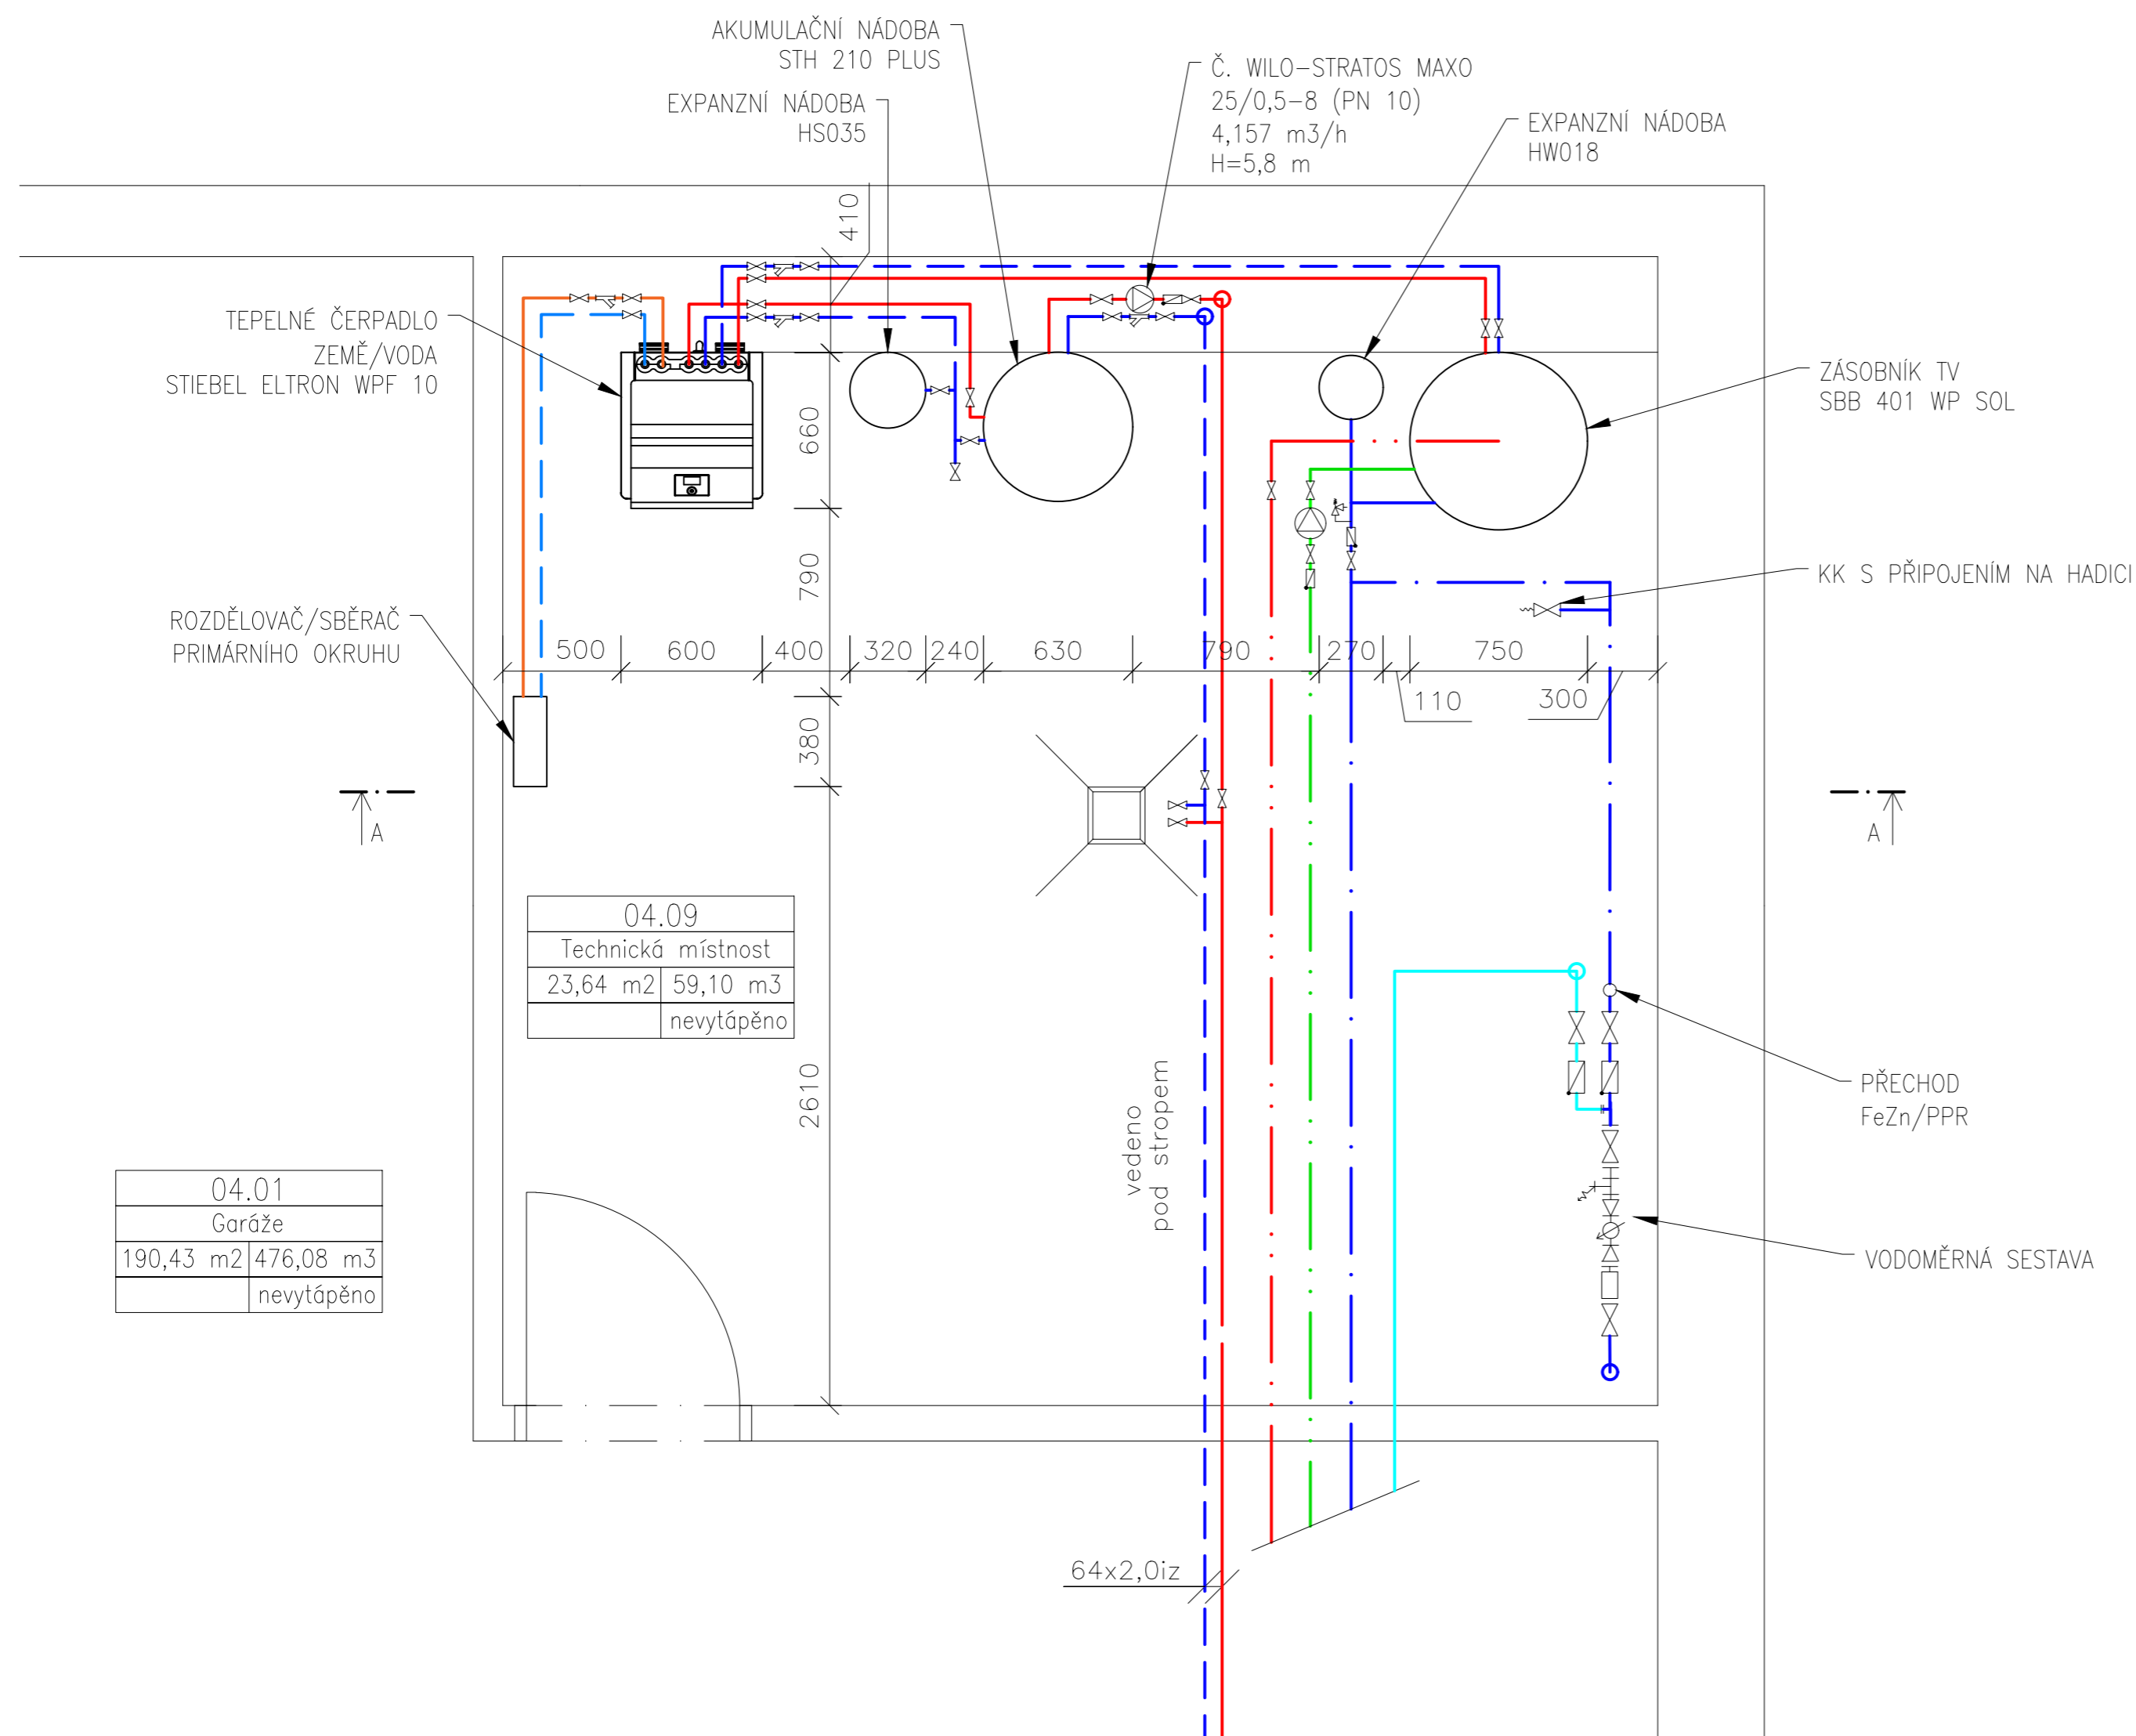 AKUMULAČNÍ NÁDOBA
STH 210 PLUS
EXPANZNÍ NÁDOBA
HS035
Č. WILO-STRATOS MAXO
25/0,5-8 (PN 10)
4,157 m3/h
H=5,8 m
EXPANZNÍ NÁDOBA
HW018
410
TEPELNÉ ČERPADLO
ZEMĚ/VODA
STIEBEL ELTRON WPF 10
ZÁSOBNÍK TV
SBB 401 WP SOL
660
790
KK S PŘIPOJENÍM NA HADICI
ROZDĚLOVAČ/SBĚRAČ
PRIMÁRNÍHO OKRUHU
500 600 400 320 240 630 790 270 750
110 300
380
A
A
04.09
Technická místnost
23,64 m2 59,10 m3
nevytápěno
2610
vedeno
pod stropem
PŘECHOD
FeZn/PPR
04.01
Garáže
190,43 m2 476,08 m3
nevytápěno
VODOMĚRNÁ SESTAVA
64x2,0iz